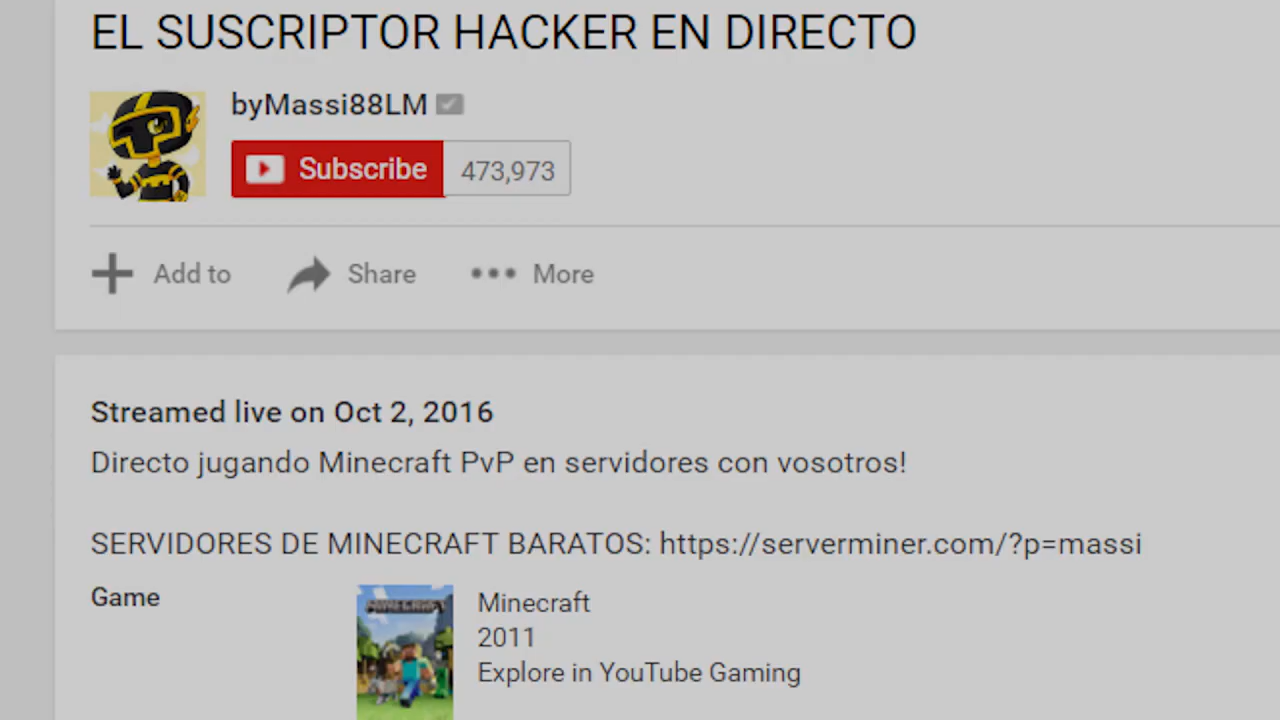 EL SUSCRIPTOR HACKER EN DIRECTO
byMassi88LM
Subscribe 473,973
Add to Share More
Streamed live on Oct 2, 2016
Directo jugando Minecraft PvP en servidores con vosotros!
SERVIDORES DE MINECRAFT BARATOS: https://serverminer.com/?p=massi
Game
MINECRAFT
Minecraft
2011
Explore in YouTube Gaming